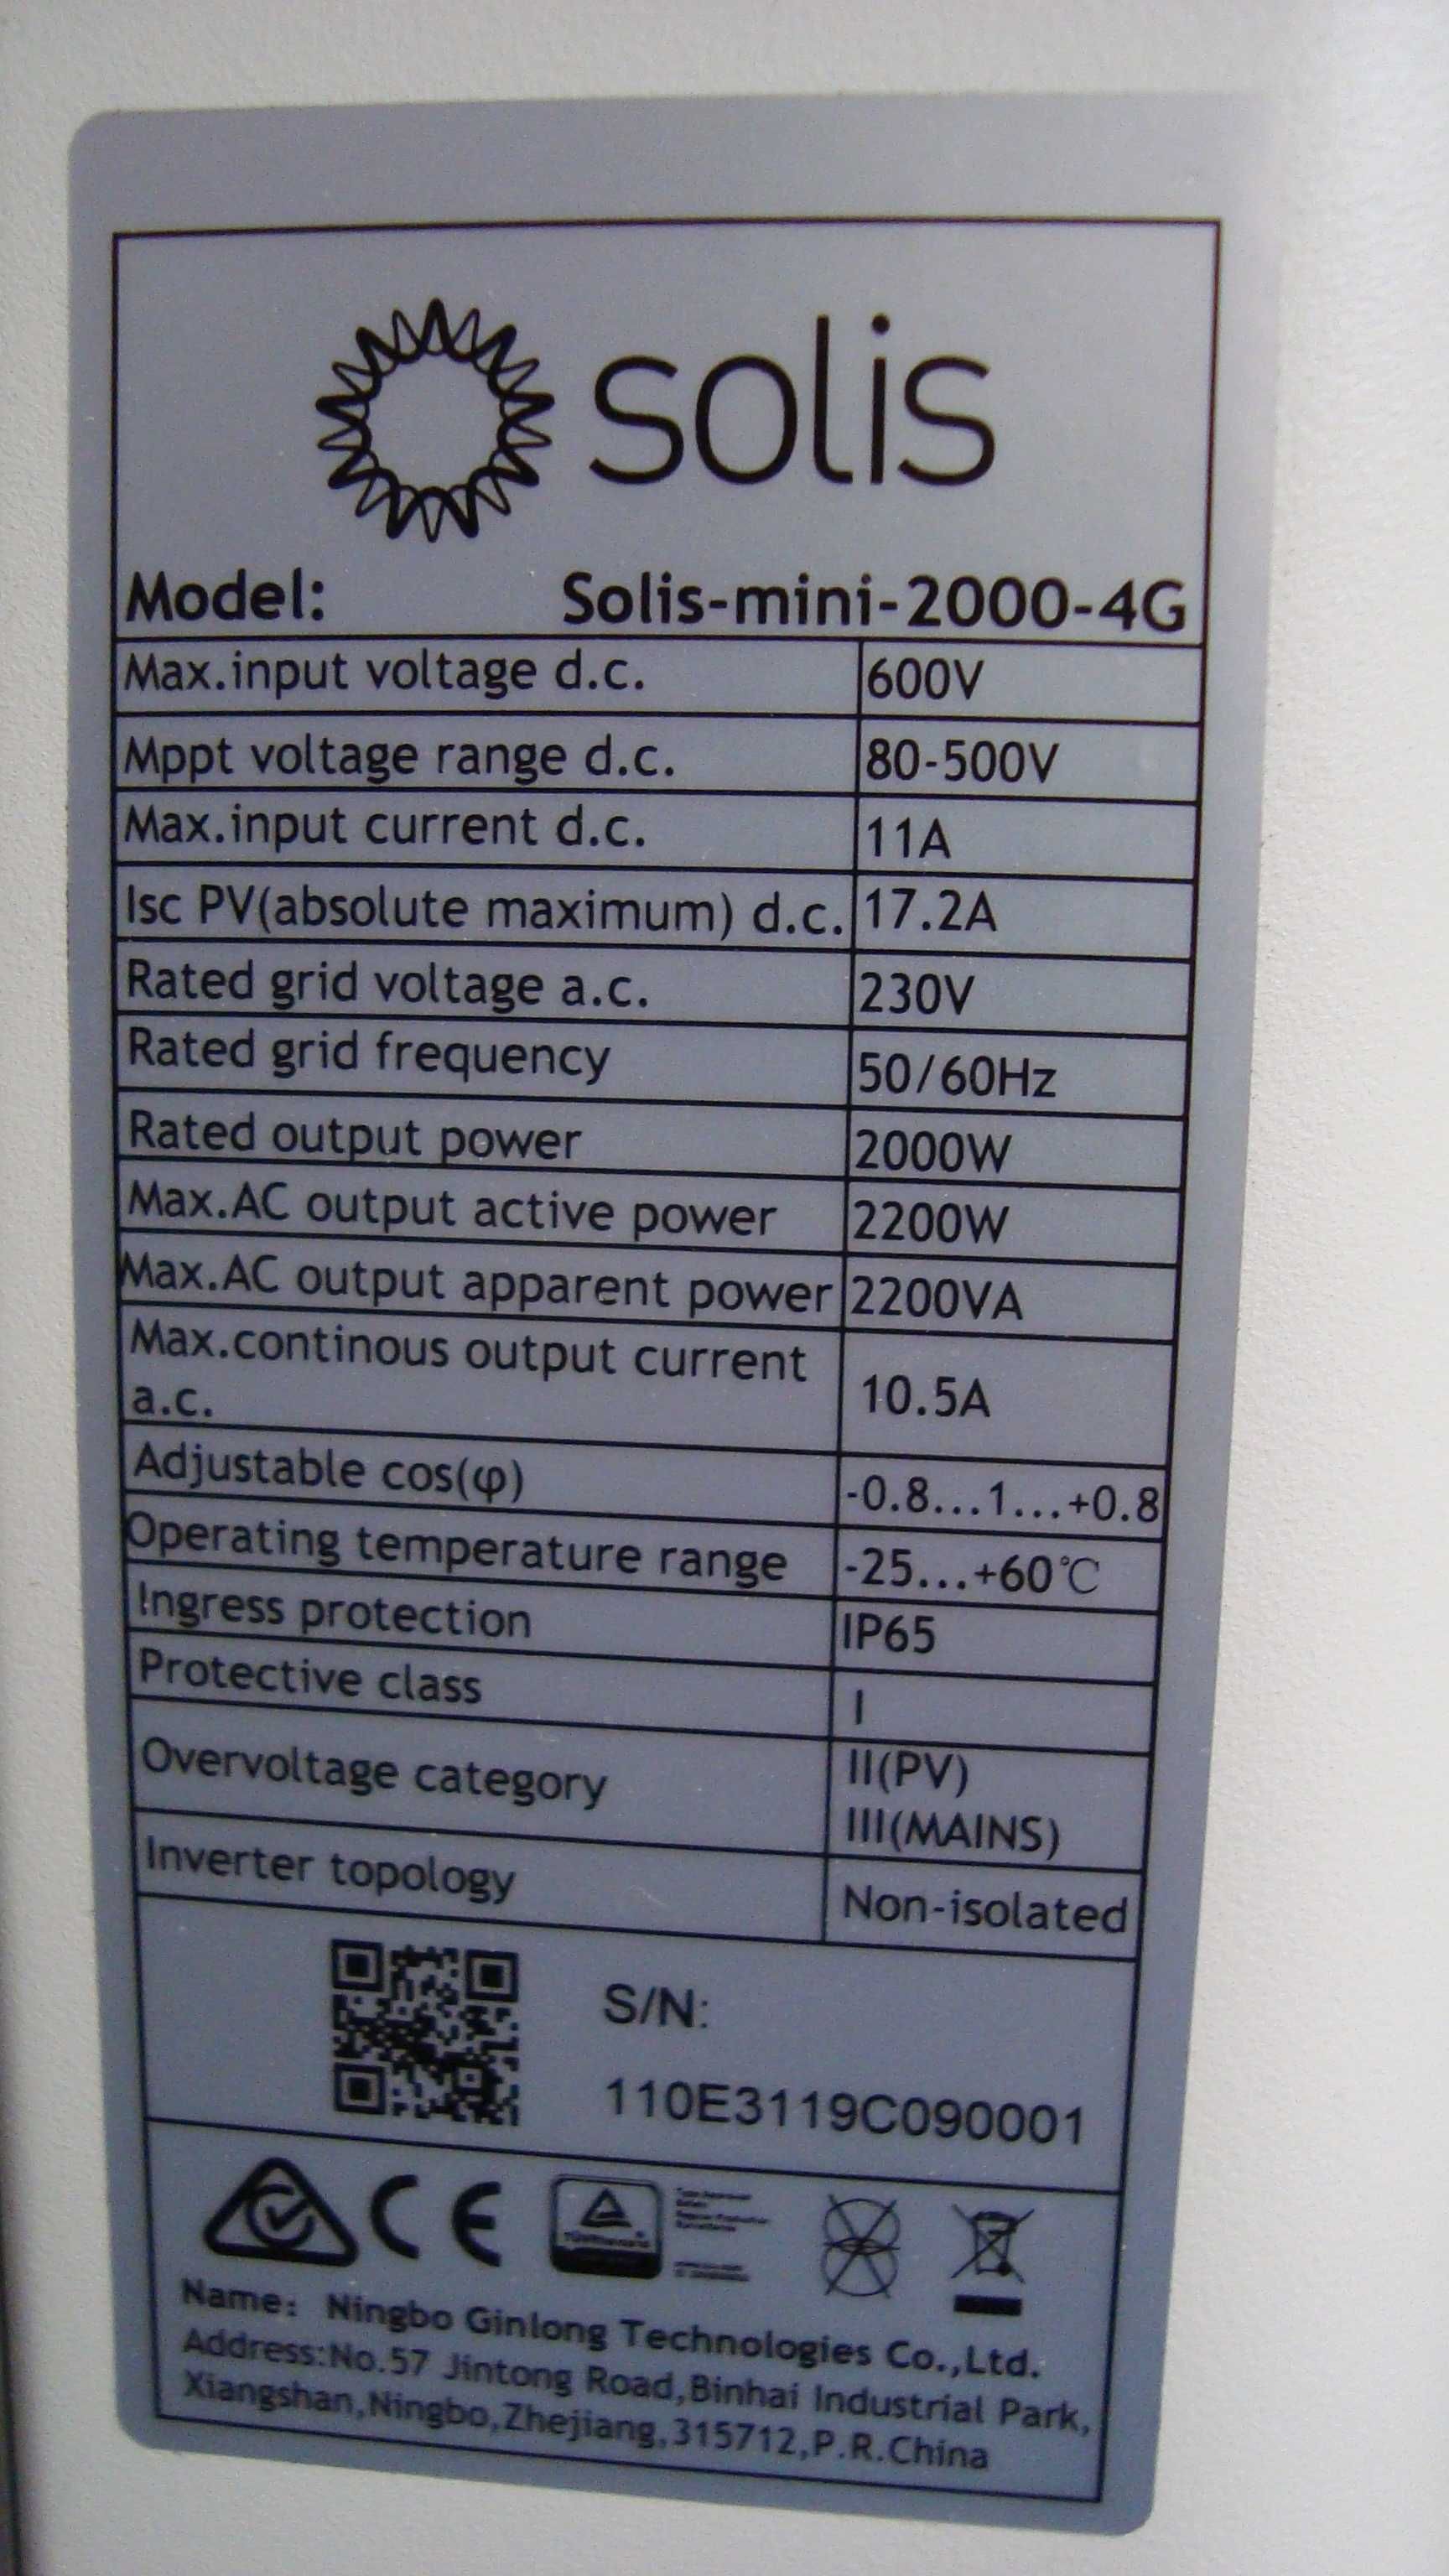 solis
Model: Solis-mini-2000-4G
Max.input voltage d.c. 600V
Mppt voltage range d.c. 80-500V
Max.input current d.c. 11A
Isc PV(absolute maximum) d.c. 17.2A
Rated grid voltage a.c. 230V
Rated grid frequency 50/60Hz
Rated output power 2000W
Max.AC output active power 2200W
Max.AC output apparent power 2200VA
Max.continous output current
a.c. 10.5A
Adjustable cos(φ) -0.8...1...+0.8
Operating temperature range -25...+60℃
Ingress protection IP65
Protective class I
Overvoltage category II(PV)
III(MAINS)
Inverter topology Non-isolated
S/N:
110E3119C090001
CE
Name: Ningbo Ginlong Technologies Co.,Ltd.
Address:No.57 Jintong Road,Binhai Industrial Park,
Xiangshan,Ningbo,Zhejiang,315712,P.R.China